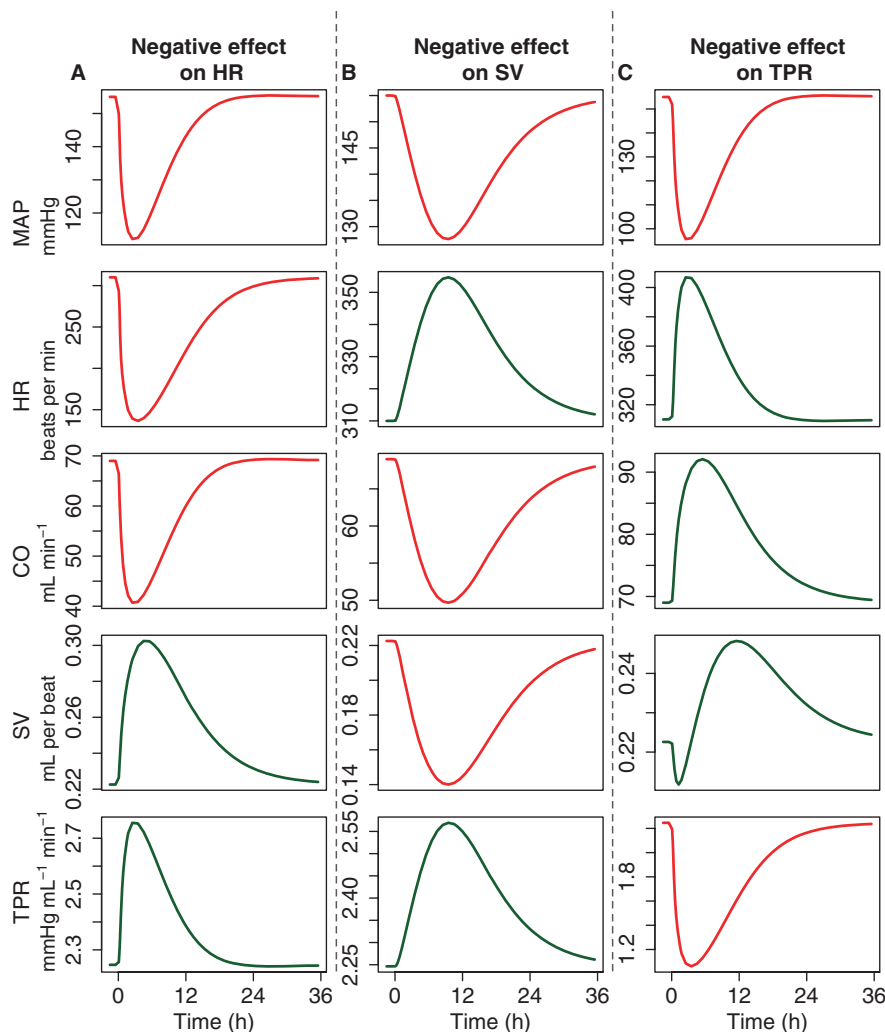 Negative effect
on HR
Negative effect
on SV
Negative effect
on TPR
A
B
C
MAP
mmHg
140
120
145
130
130
100
HR
beats per min
250
150
350
330
310
400
360
320
CO
mL min−1
70
60
50
40
60
50
90
80
70
SV
mL per beat
0.30
0.26
0.22
0.22
0.18
0.14
0.24
0.22
TPR
mmHg mL−1 min−1
2.7
2.5
2.3
2.55
2.40
2.25
1.8
1.2
0 12 24 36
0 12 24 36
0 12 24 36
Time (h)
Time (h)
Time (h)